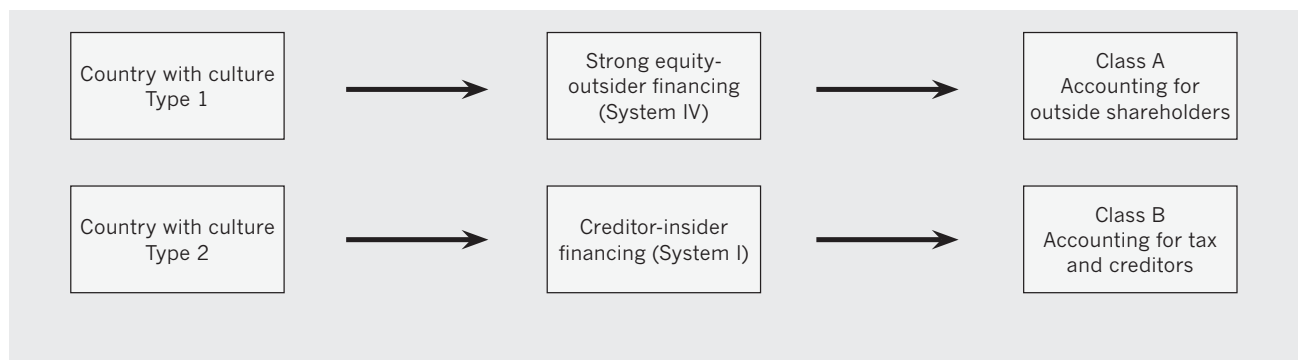 Country with culture
Type 1
Strong equity-
outsider financing
(System IV)
Class A
Accounting for
outside shareholders
Country with culture
Type 2
Creditor-insider
financing (System I)
Class B
Accounting for tax
and creditors